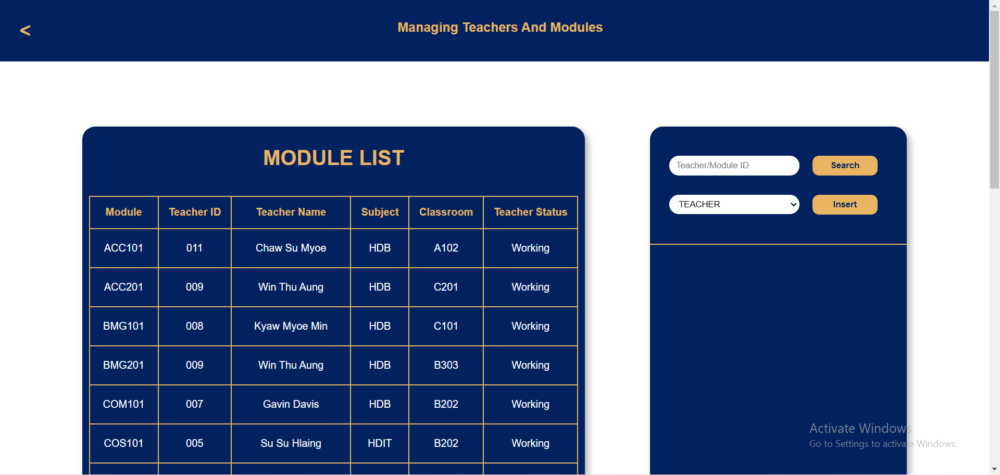 <
Managing Teachers And Modules
MODULE LIST
Module Teacher ID Teacher Name Subject Classroom Teacher Status
ACC101 011 Chaw Su Myoe HDB A102 Working
ACC201 009 Win Thu Aung HDB C201 Working
BMG101 008 Kyaw Myoe Min HDB C101 Working
BMG201 009 Win Thu Aung HDB B303 Working
COM101 007 Gavin Davis HDB B202 Working
COS101 005 Su Su Hlaing HDIT B202 Working
Teacher/Module ID Search
TEACHER Insert
Activate Windows
Go to Settings to activate Windows.